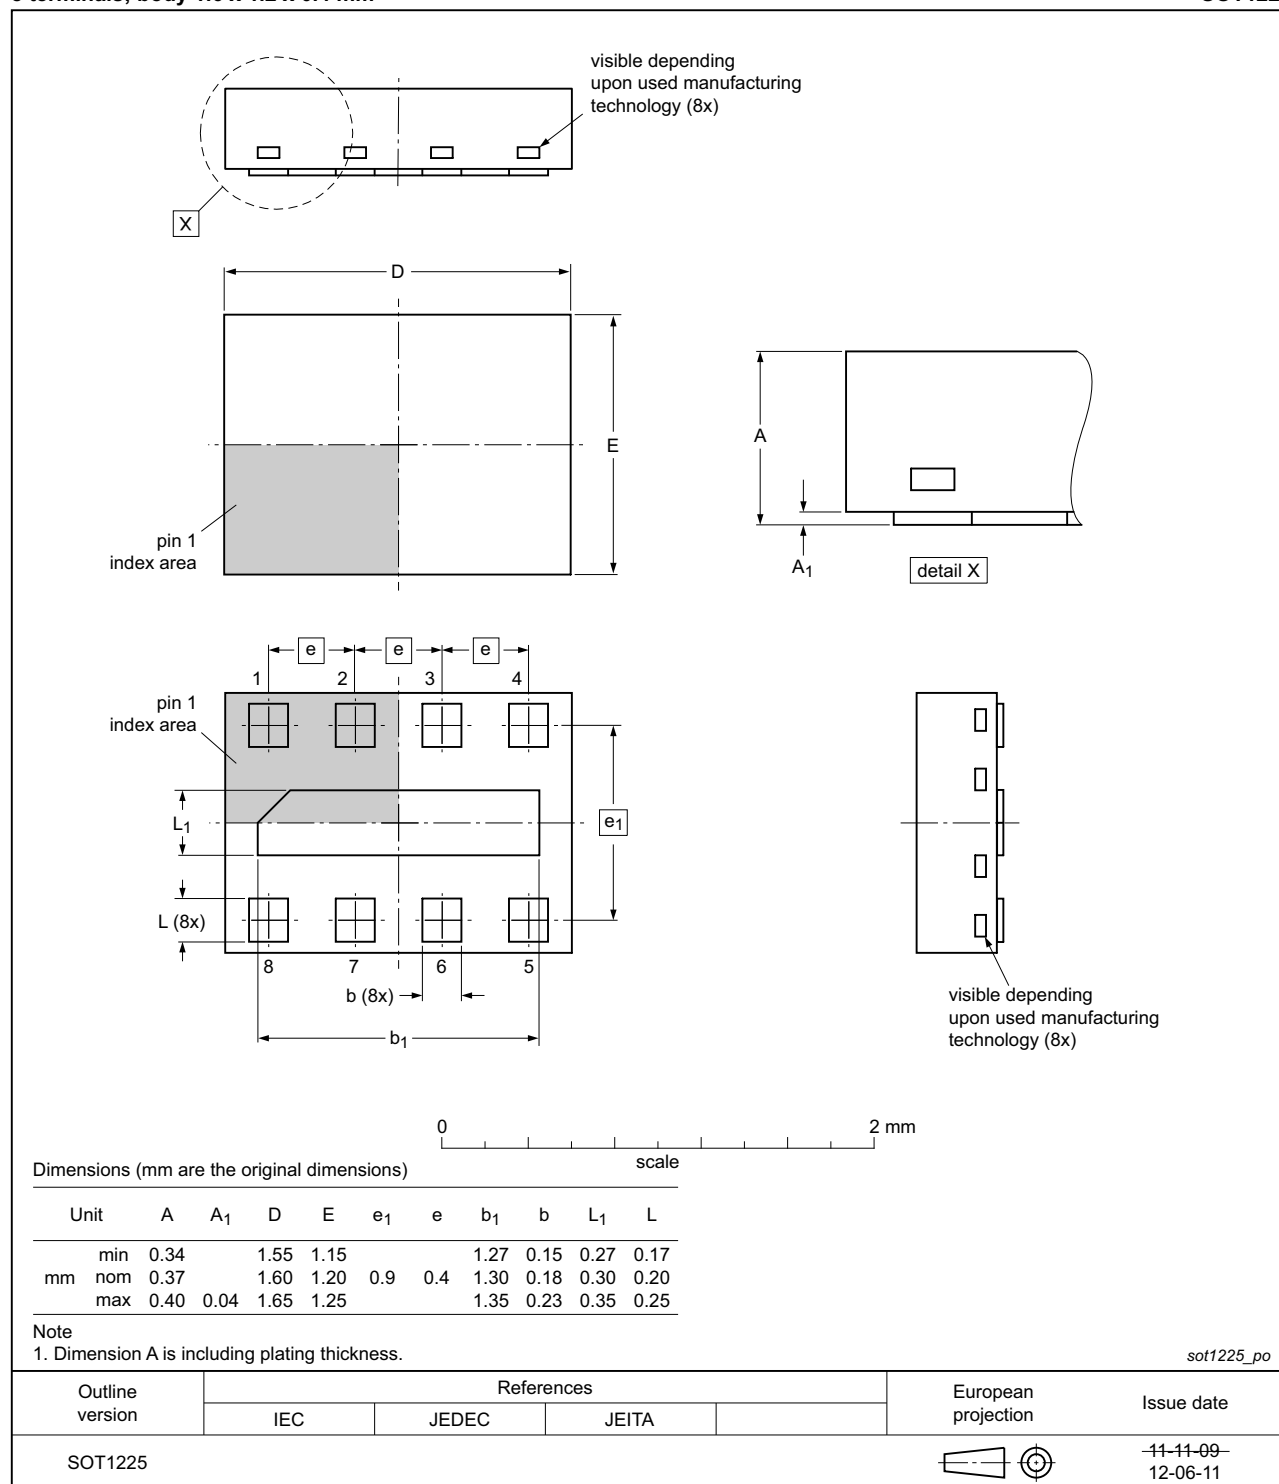 visible depending
upon used manufacturing
technology (8x)
X
D
E
A
pin 1
index area
A1
detail X
e e e
1 2 3 4
pin 1
index area
L1
e1
L (8x)
8 7 6 5
b (8x)
b1
visible depending
upon used manufacturing
technology (8x)
0 2 mm
scale
Dimensions (mm are the original dimensions)
Unit A A1 D E e1 e b1 b L1 L
min 0.34 1.55 1.15 1.27 0.15 0.27 0.17
mm nom 0.37 1.60 1.20 0.9 0.4 1.30 0.18 0.30 0.20
max 0.40 0.04 1.65 1.25 1.35 0.23 0.35 0.25
Note
1. Dimension A is including plating thickness.
sot1225_po
Outline version References European projection Issue date
IEC JEDEC JEITA
SOT1225 11-11-09
12-06-11